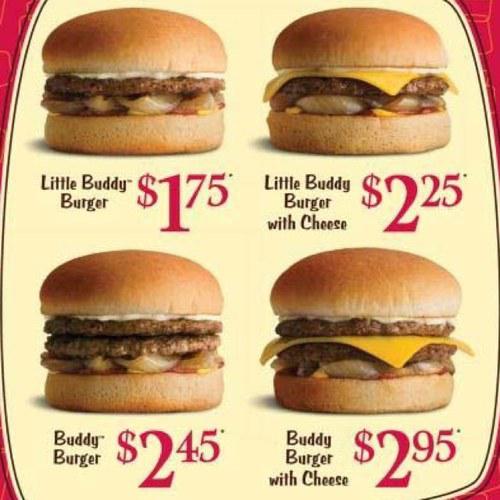 Little Buddy™ Burger $1.75*
Little Buddy Burger with Cheese $2.25*
Buddy™ Burger $2.45*
Buddy Burger with Cheese $2.95*